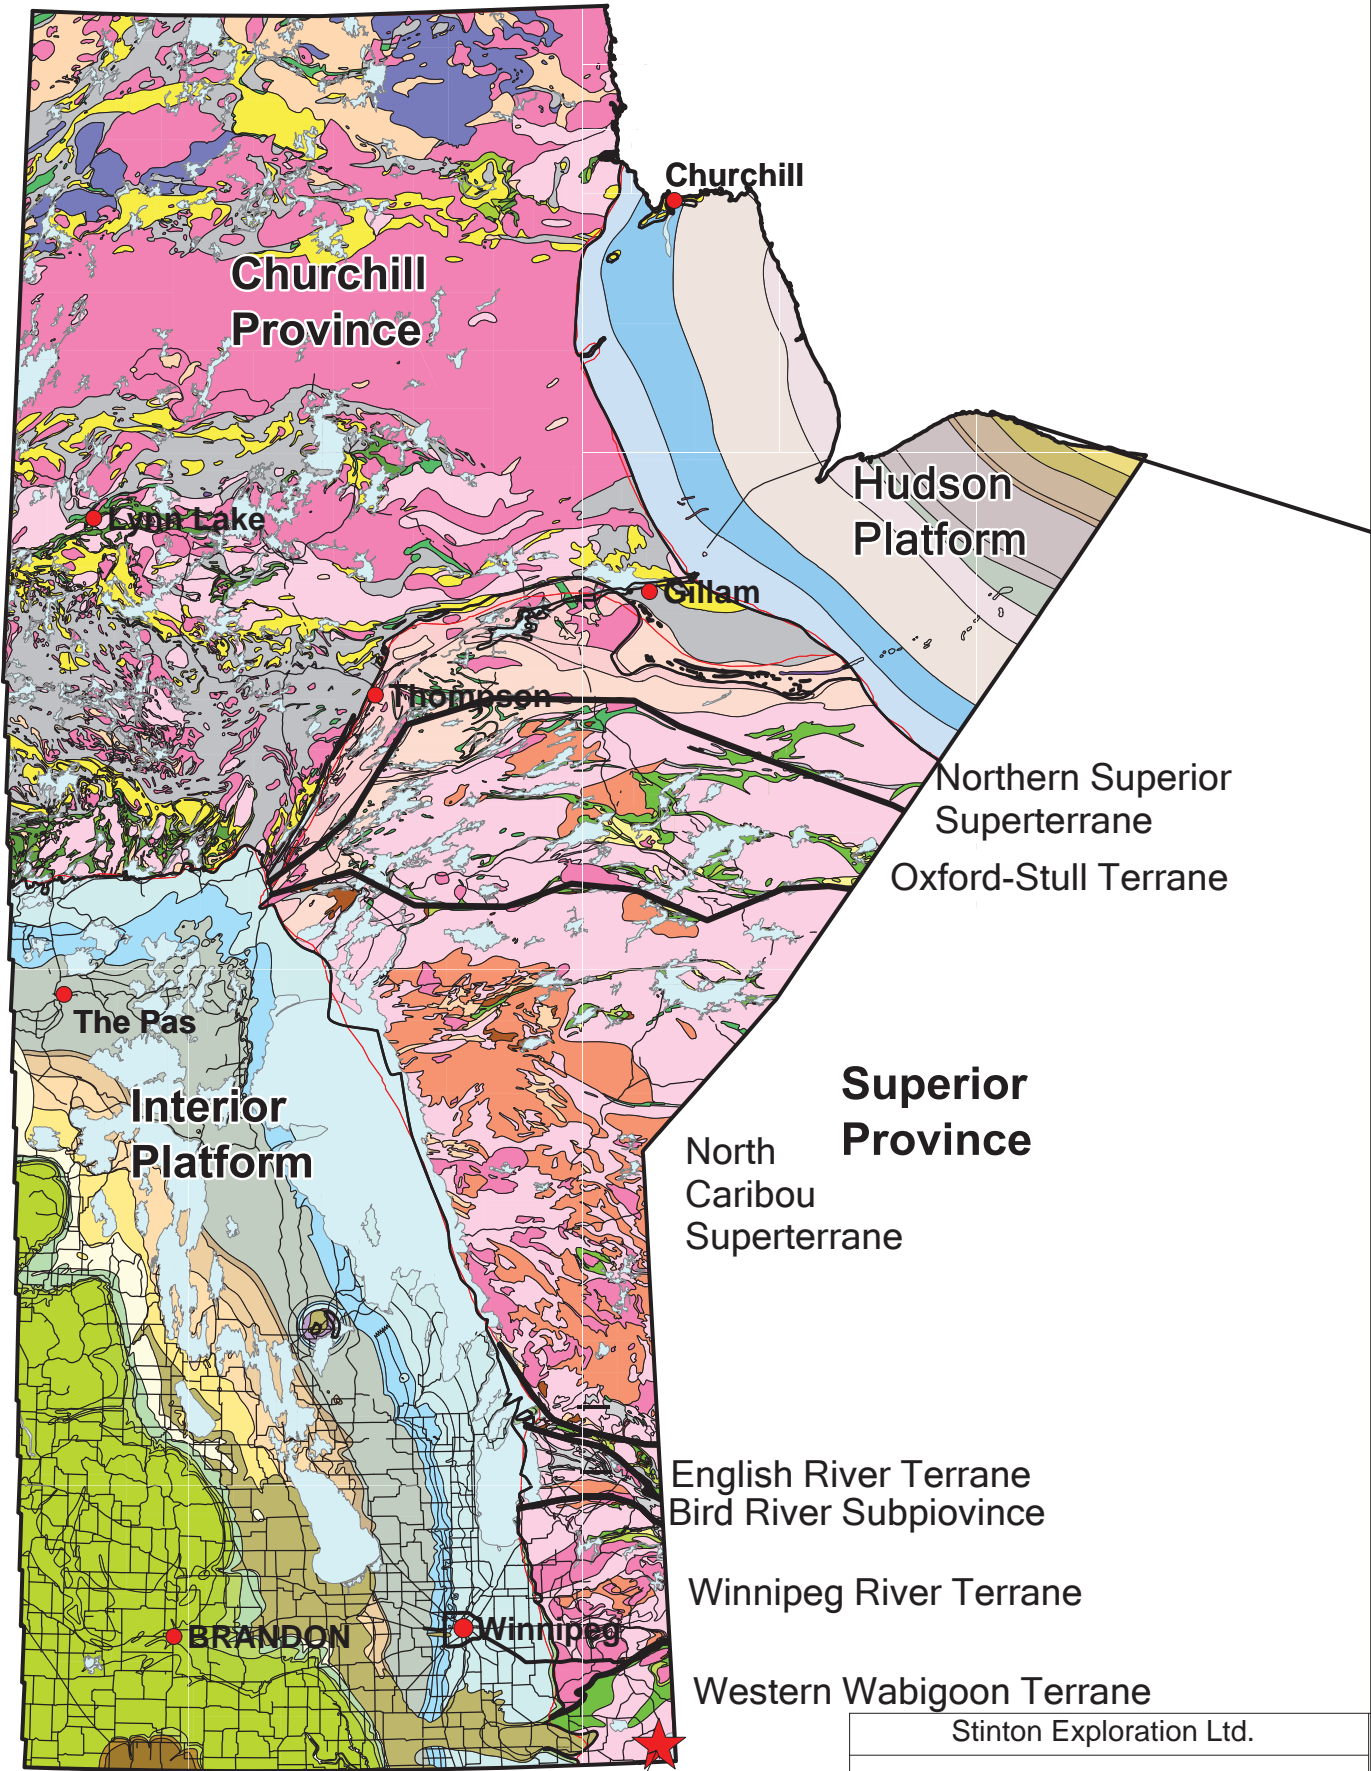 Churchill
Churchill
Province
Hudson
Platform
Lynn Lake
Gillam
Thompson
Northern Superior
Superterrane
Oxford-Stull Terrane
The Pas
Interior
Platform
Superior
Province
North
Caribou
Superterrane
English River Terrane
Bird River Subpiovince
Winnipeg River Terrane
BRANDON
Winnipeg
Western Wabigoon Terrane
Stinton Exploration Ltd.